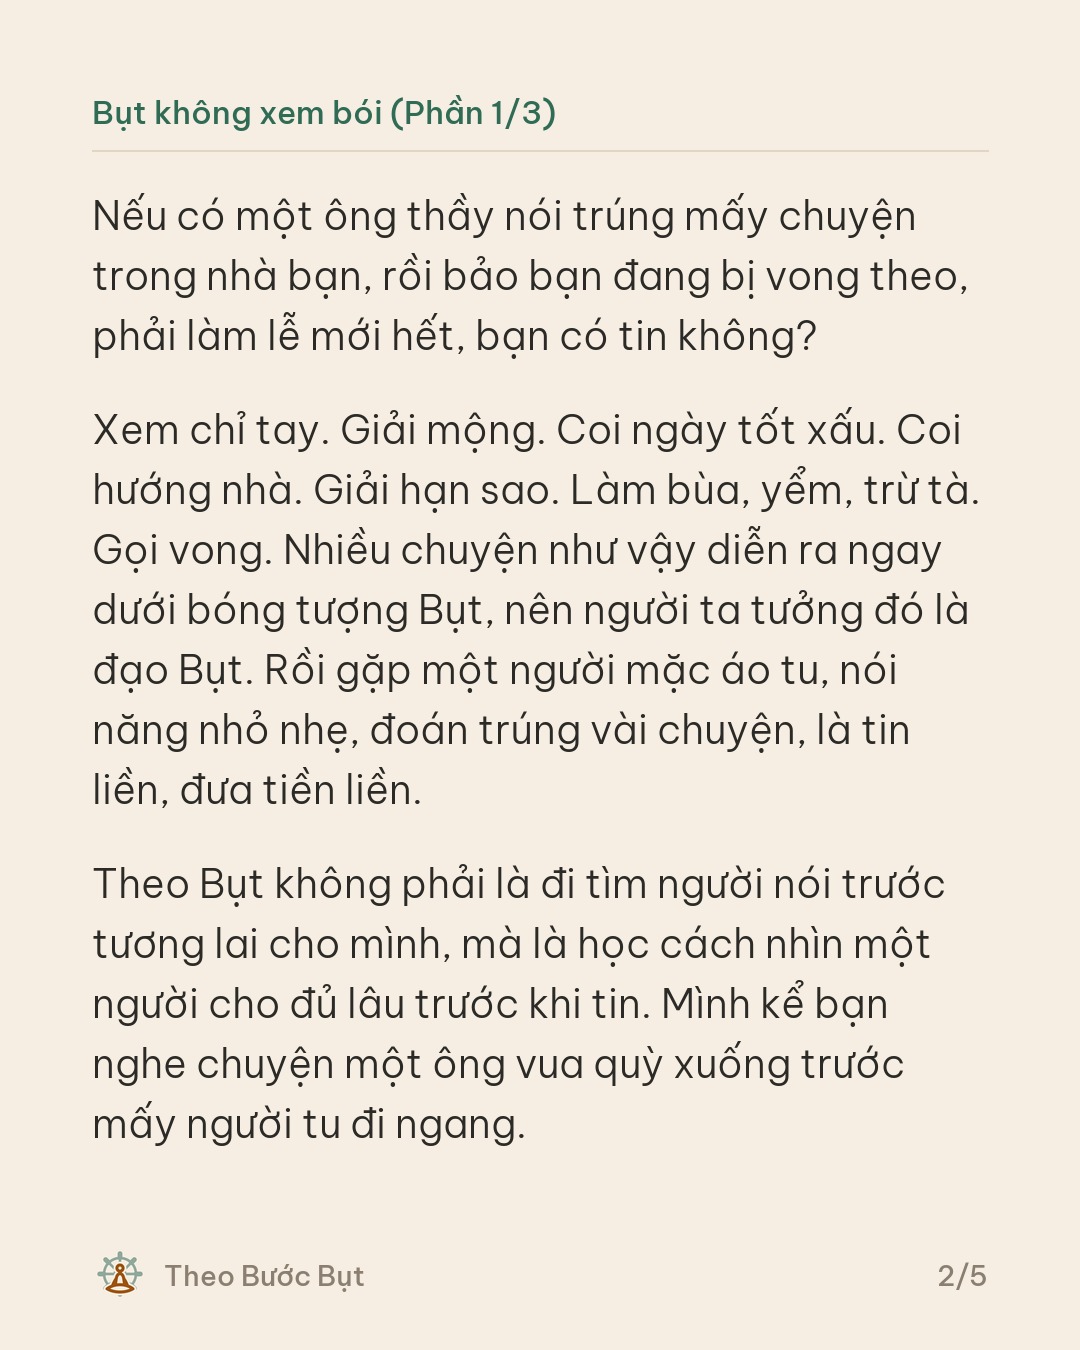 Bụt không xem bói (Phần 1/3)
Nếu có một ông thầy nói trúng mấy chuyện
trong nhà bạn, rồi bảo bạn đang bị vong theo,
phải làm lễ mới hết, bạn có tin không?
Xem chỉ tay. Giải mộng. Coi ngày tốt xấu. Coi
hướng nhà. Giải hạn sao. Làm bùa, yểm, trừ tà.
Gọi vong. Nhiều chuyện như vậy diễn ra ngay
dưới bóng tượng Bụt, nên người ta tưởng đó là
đạo Bụt. Rồi gặp một người mặc áo tu, nói
năng nhỏ nhẹ, đoán trúng vài chuyện, là tin
liền, đưa tiền liền.
Theo Bụt không phải là đi tìm người nói trước
tương lai cho mình, mà là học cách nhìn một
người cho đủ lâu trước khi tin. Mình kể bạn
nghe chuyện một ông vua quỳ xuống trước
mấy người tu đi ngang.
Theo Bước Bụt
2/5